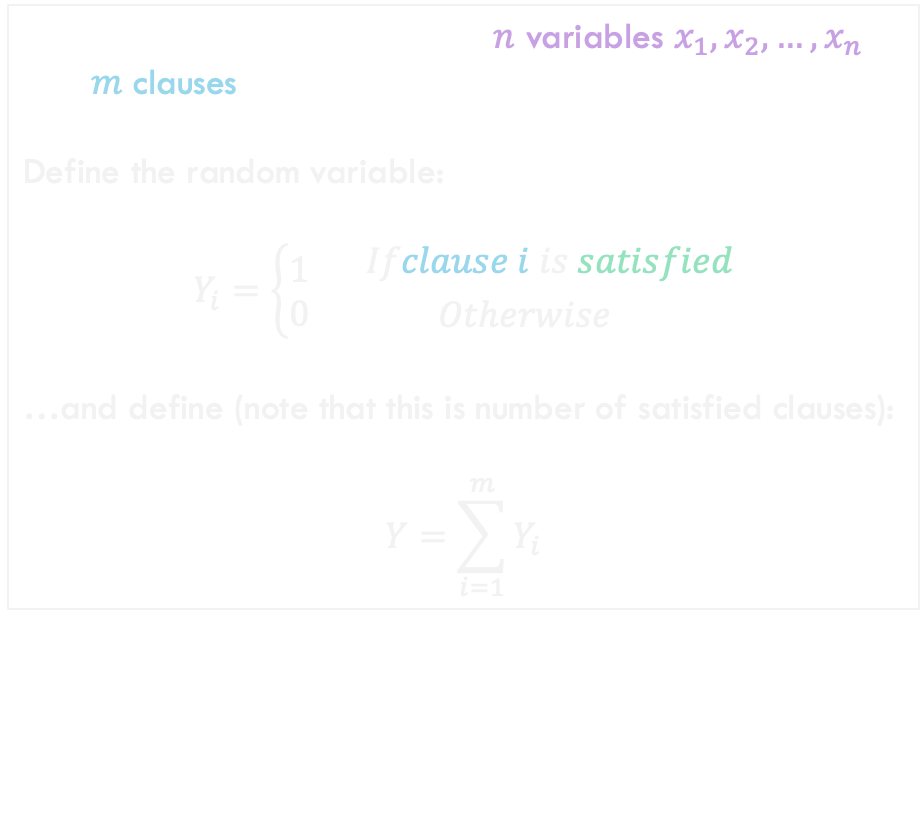 n variables x₁, x₂, … , xₙ
m clauses
Define the random variable:
Yᵢ = { 1 If clause i is satisfied
0 Otherwise
…and define (note that this is number of satisfied clauses):
Y = ∑ᵢ₌₁ᵐ Yᵢ